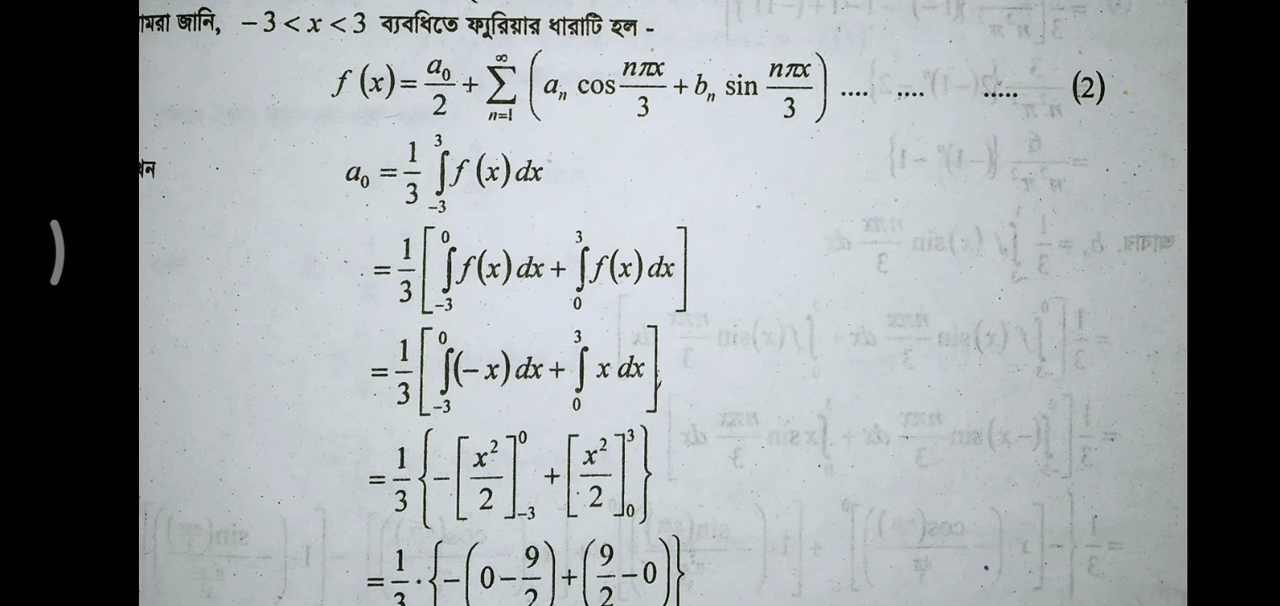 জানি, − 3 < x < 3 ব্যবধিতে ফ্যুরিয়ার ধারাটি হল -
f (x) = a₀/2 + ∑_{n=1}^{∞} ( aₙ cos nπx/3 + bₙ sin nπx/3 ) .... .... ..... (2)
a₀ = 1/3 ∫_{−3}^{3} f (x) dx
= 1/3 [ ∫_{−3}^{0} f(x) dx + ∫_{0}^{3} f(x) dx ]
= 1/3 [ ∫_{−3}^{0} (− x) dx + ∫_{0}^{3} x dx ]
= 1/3 { − [ x²/2 ]_{−3}^{0} + [ x²/2 ]_{0}^{3} }
= 1/3 · { − ( 0 − 9/2 ) + ( 9/2 − 0 ) }